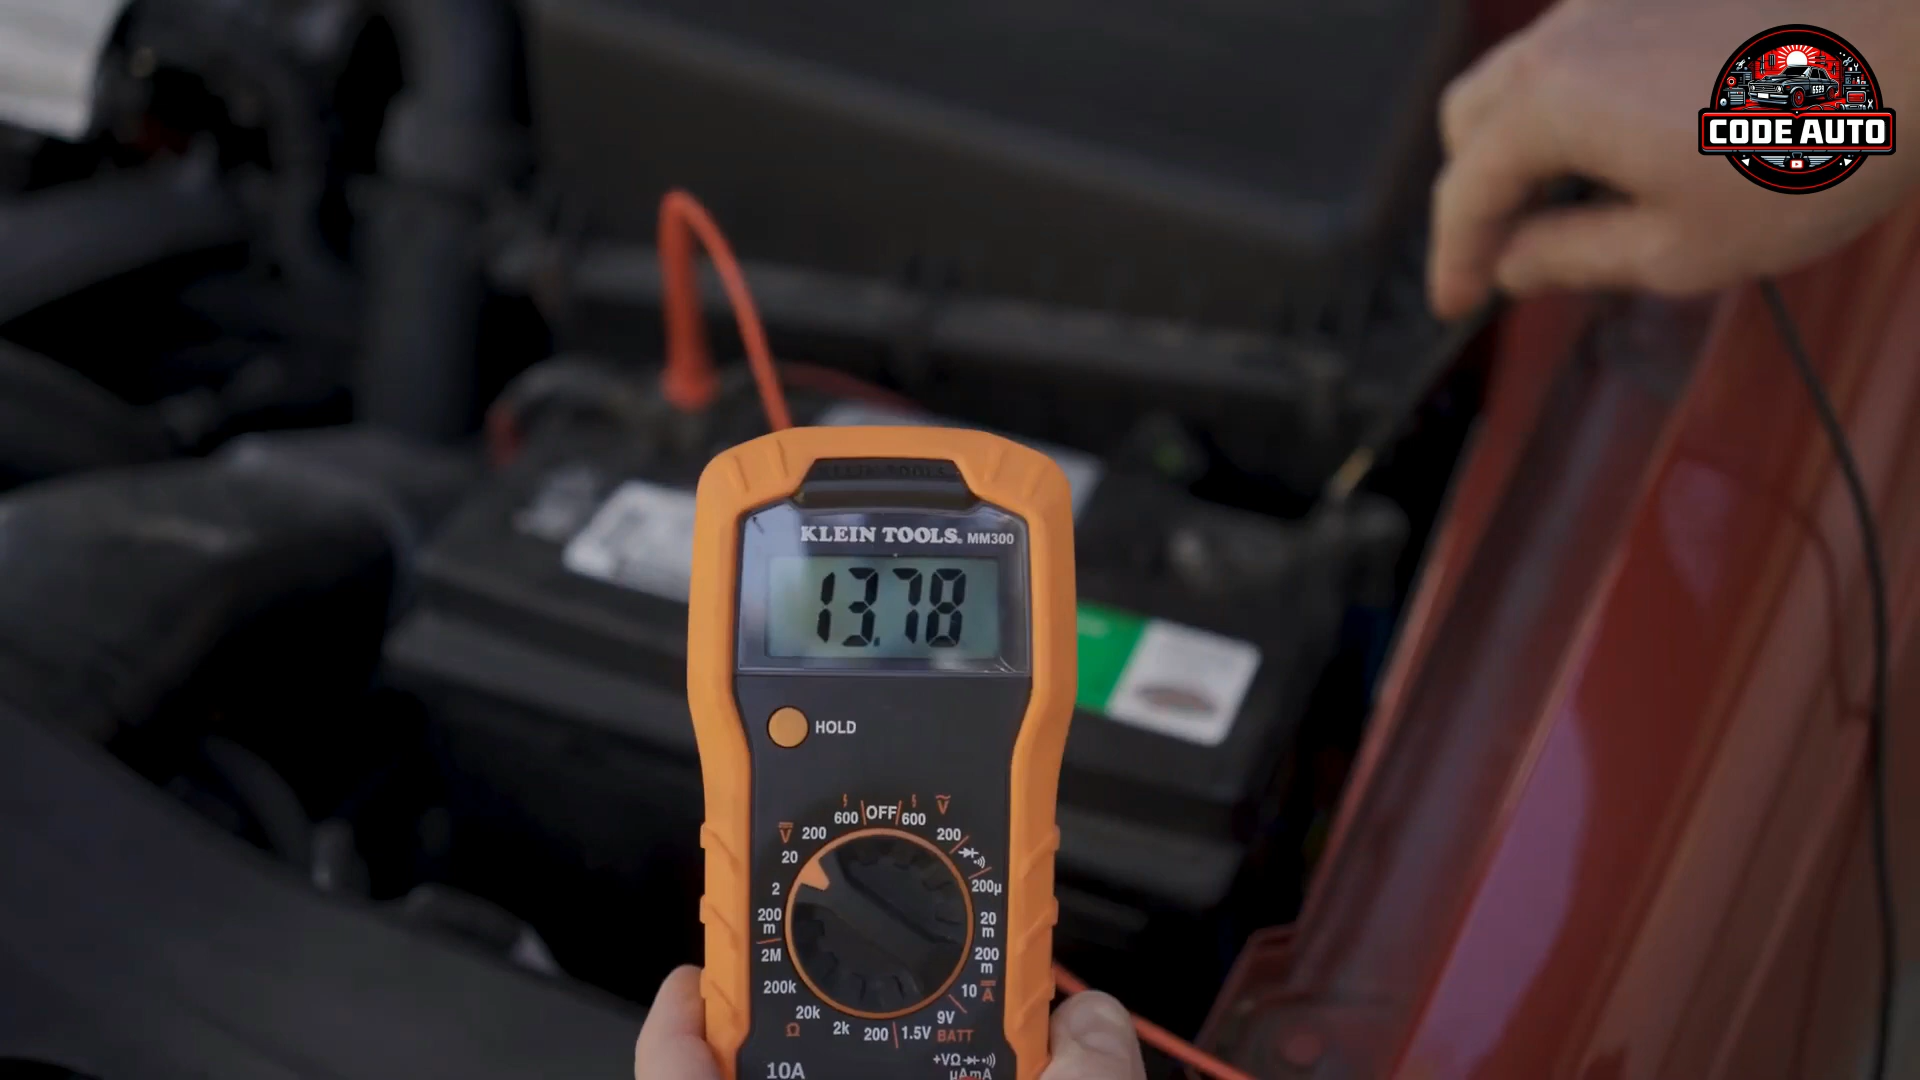 CODE AUTO
KLEIN TOOLS® MM300
13.78
HOLD
600 OFF 600 Ṽ
V 200 200
20
2 200µ
200 m 20 m
2M 200 m
200k 10 A
20k 9V
Ω 2k 200 1.5V BATT
+VΩ
10A µAmA